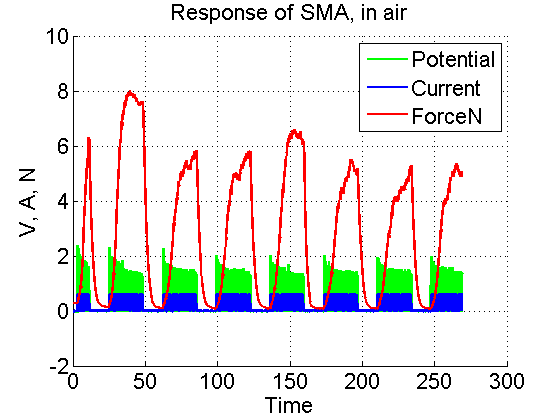 Response of SMA, in air
10
8
6
4
2
0
-2
V, A, N
Potential
Current
ForceN
0 50 100 150 200 250 300
Time